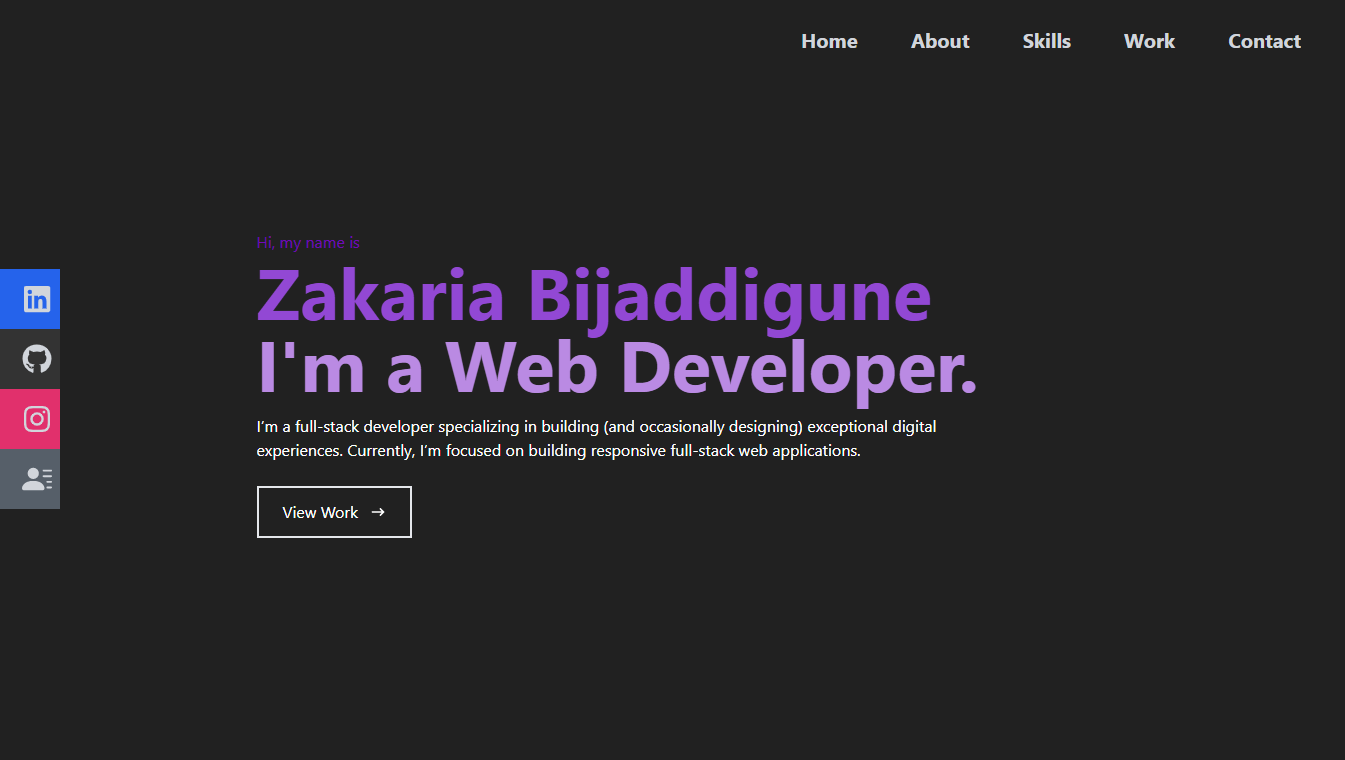 Home About Skills Work Contact
Hi, my name is
Zakaria Bijaddigune
I'm a Web Developer.
I’m a full-stack developer specializing in building (and occasionally designing) exceptional digital
experiences. Currently, I’m focused on building responsive full-stack web applications.
in
View Work →